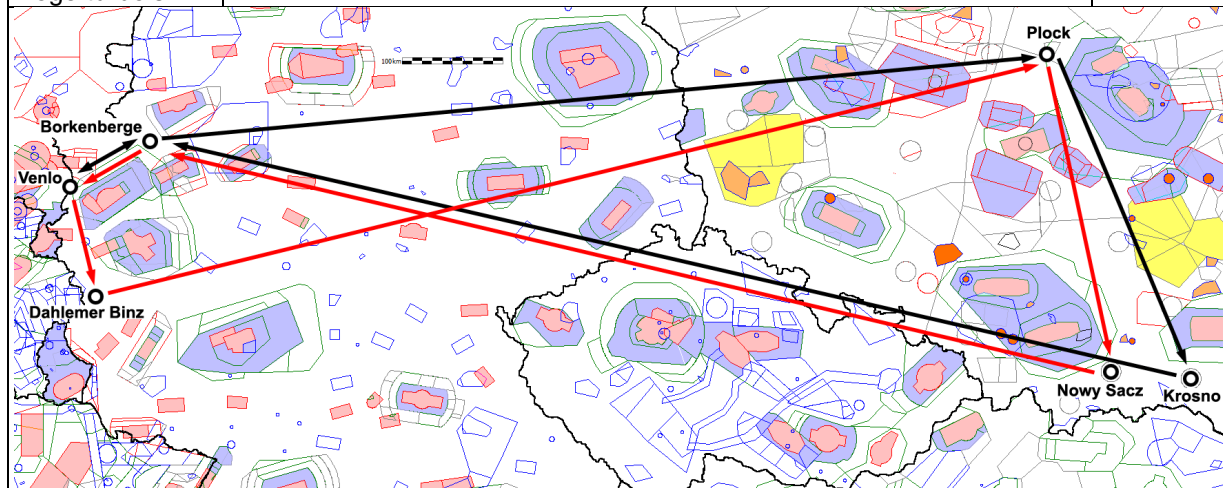 Plock
100km
Borkenberge
Venlo
Dahlemer Binz
Nowy Sacz
Krosno